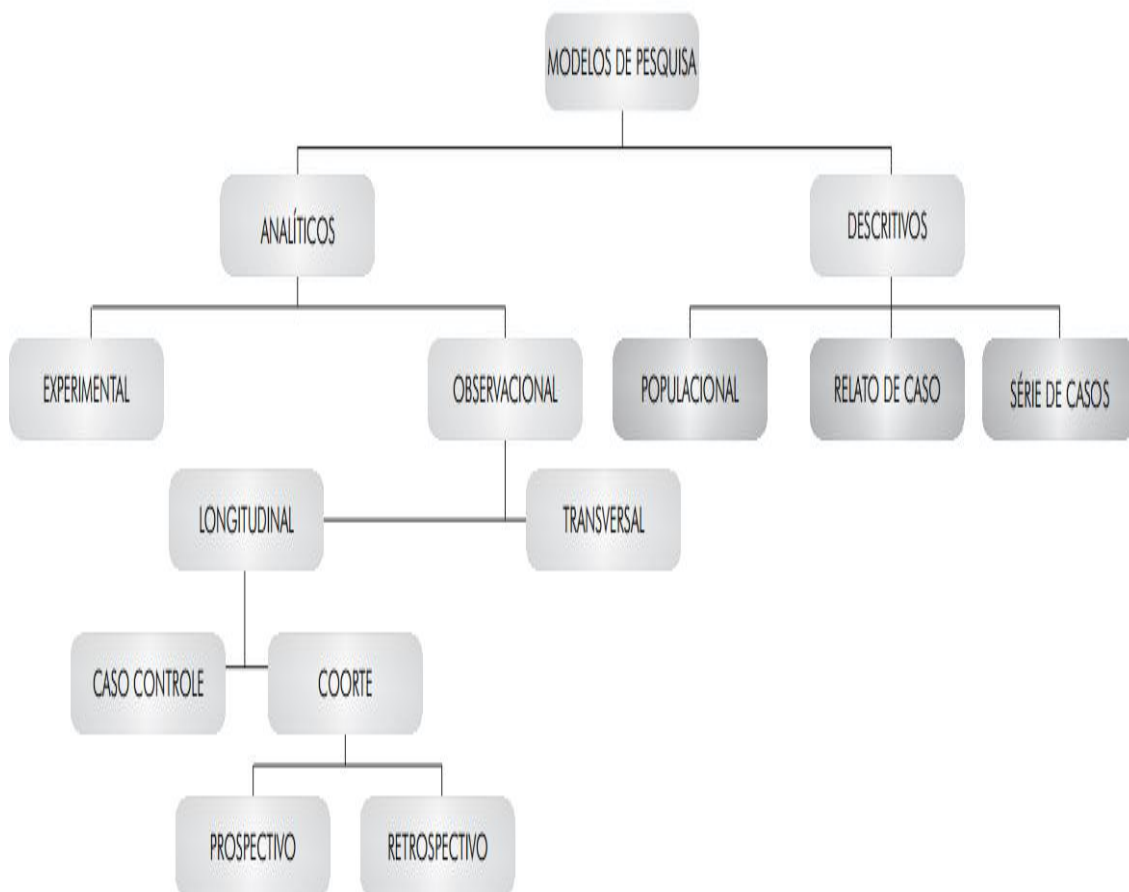 MODELOS DE PESQUISA
ANALÍTICOS
DESCRITIVOS
EXPERIMENTAL
OBSERVACIONAL
POPULACIONAL
RELATO DE CASO
SÉRIE DE CASOS
LONGITUDINAL
TRANSVERSAL
CASO CONTROLE
COORTE
PROSPECTIVO
RETROSPECTIVO